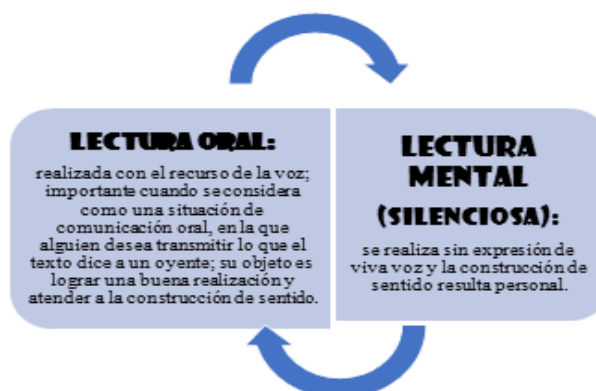 LECTURA ORAL:
realizada con el recurso de la voz;
importante cuando se considera
como una situación de
comunicación oral, en la que
alguien desea transmitir lo que el
texto dice a un oyente; su objeto es
lograr una buena realización y
atender a la construcción de sentido.
LECTURA
MENTAL
(SILENCIOSA):
se realiza sin expresión de
viva voz y la construcción de
sentido resulta personal.